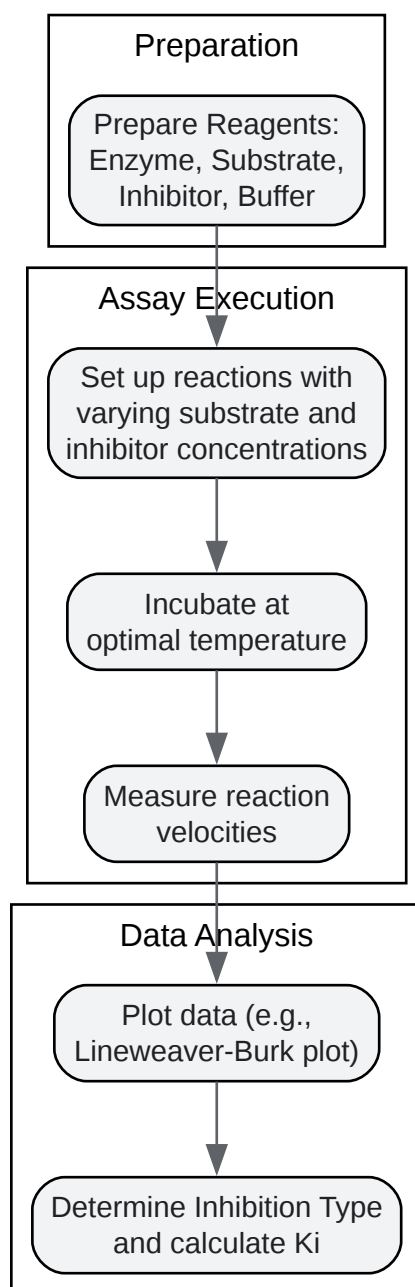 Preparation
Prepare Reagents:
Enzyme, Substrate,
Inhibitor, Buffer
Assay Execution
Set up reactions with
varying substrate and
inhibitor concentrations
Incubate at
optimal temperature
Measure reaction
velocities
Data Analysis
Plot data (e.g.,
Lineweaver-Burk plot)
Determine Inhibition Type
and calculate Ki